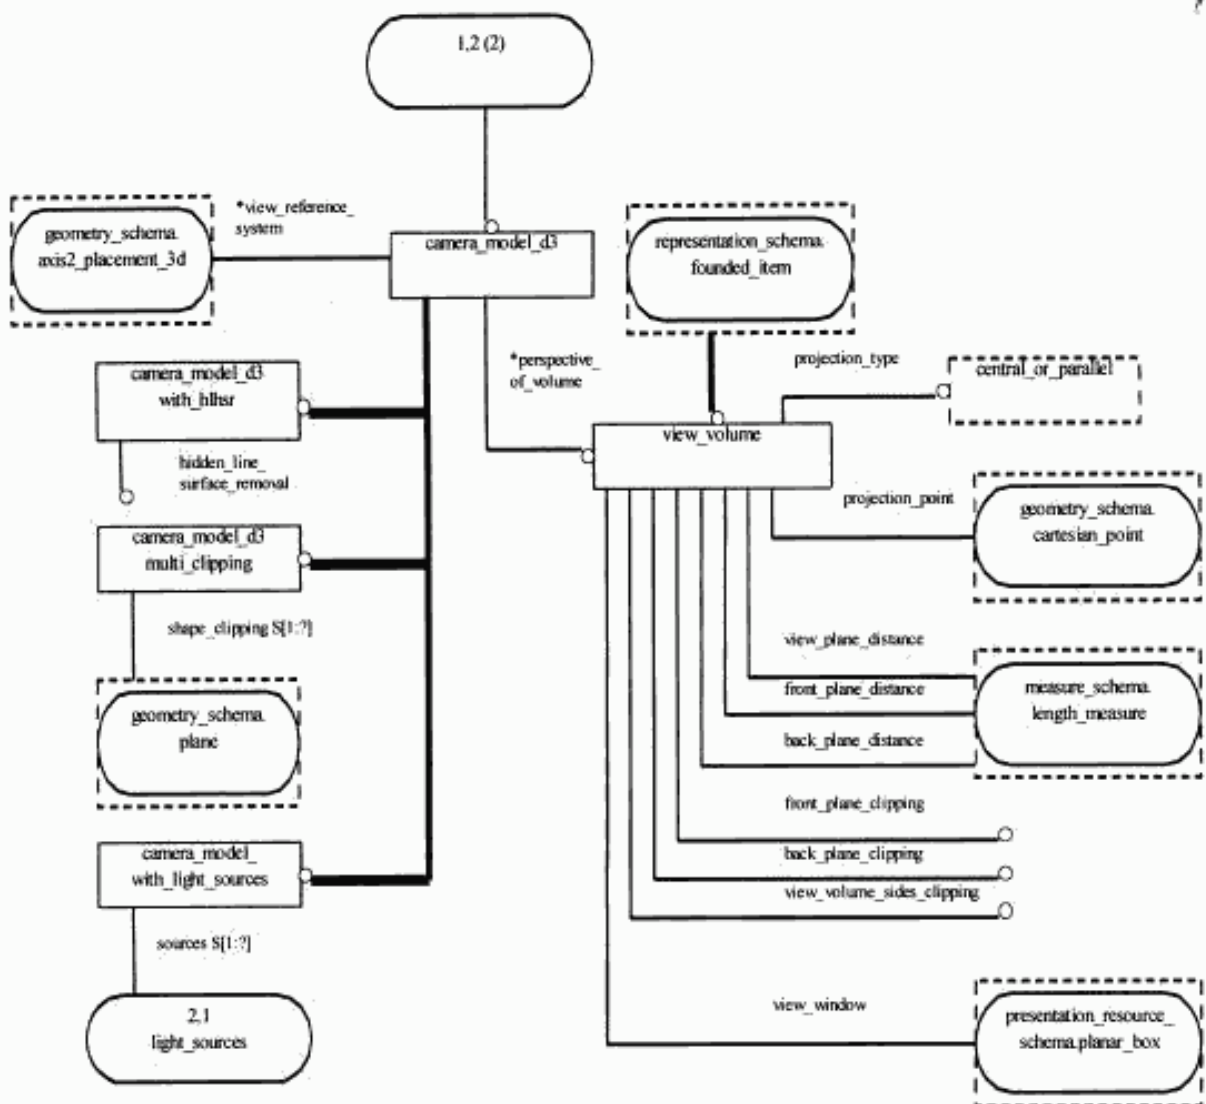 1,2 (2)
*view_reference_
system
geometry_schema.
axis2_placement_3d
camera_model_d3
representation_schema.
founded_item
camera_model_d3
with_hlhsr
*perspective_
of_volume
projection_type
central_or_parallel
view_volume
hidden_line_
surface_removal
projection_point
geometry_schema.
cartesian_point
camera_model_d3
multi_clipping
shape_clipping S[1:?]
view_plane_distance
front_plane_distance
measure_schema.
length_measure
back_plane_distance
geometry_schema.
plane
front_plane_clipping
back_plane_clipping
view_volume_sides_clipping
camera_model_
with_light_sources
sources S[1:?]
view_window
presentation_resource_
schema.planar_box
2,1
light_sources